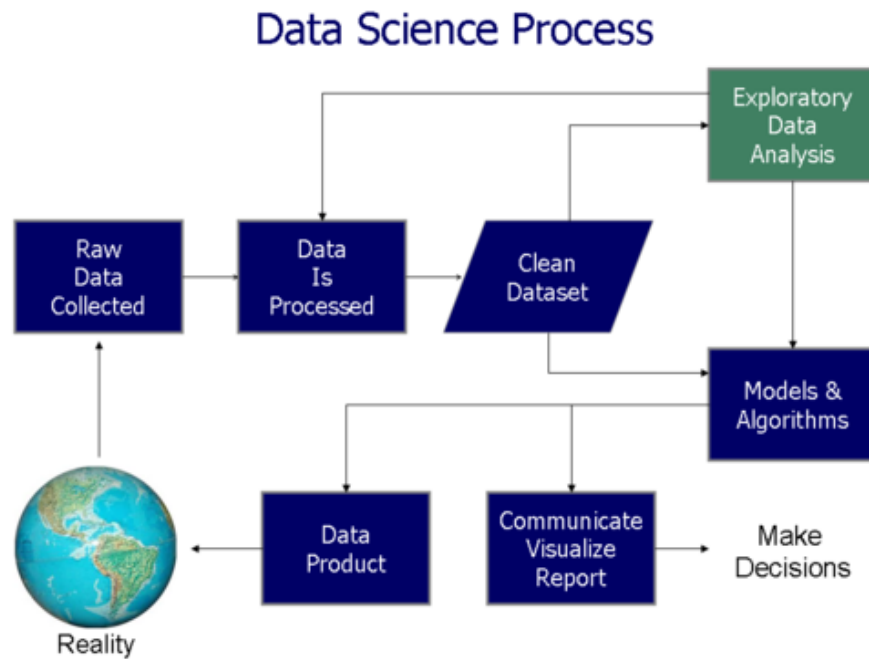 Data Science Process
Exploratory
Data
Analysis
Raw
Data
Collected
Data
Is
Processed
Clean
Dataset
Models &
Algorithms
Data
Product
Communicate
Visualize
Report
Make
Decisions
Reality